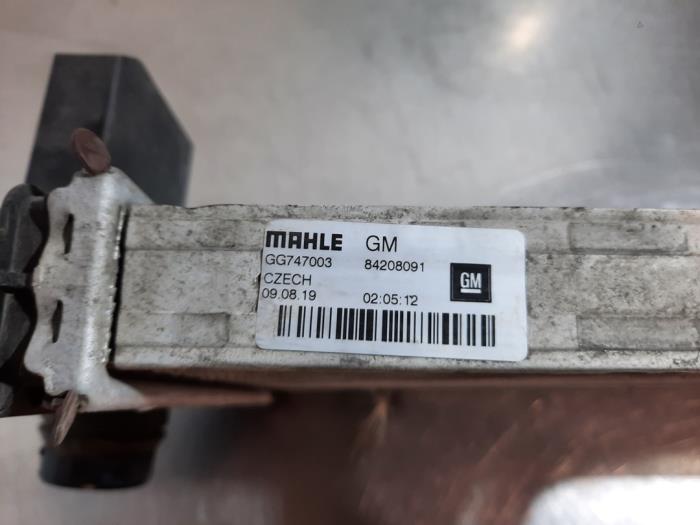 MAHLE GM
GG747003 84208091
CZECH
GM
09.08.19 02:05:12